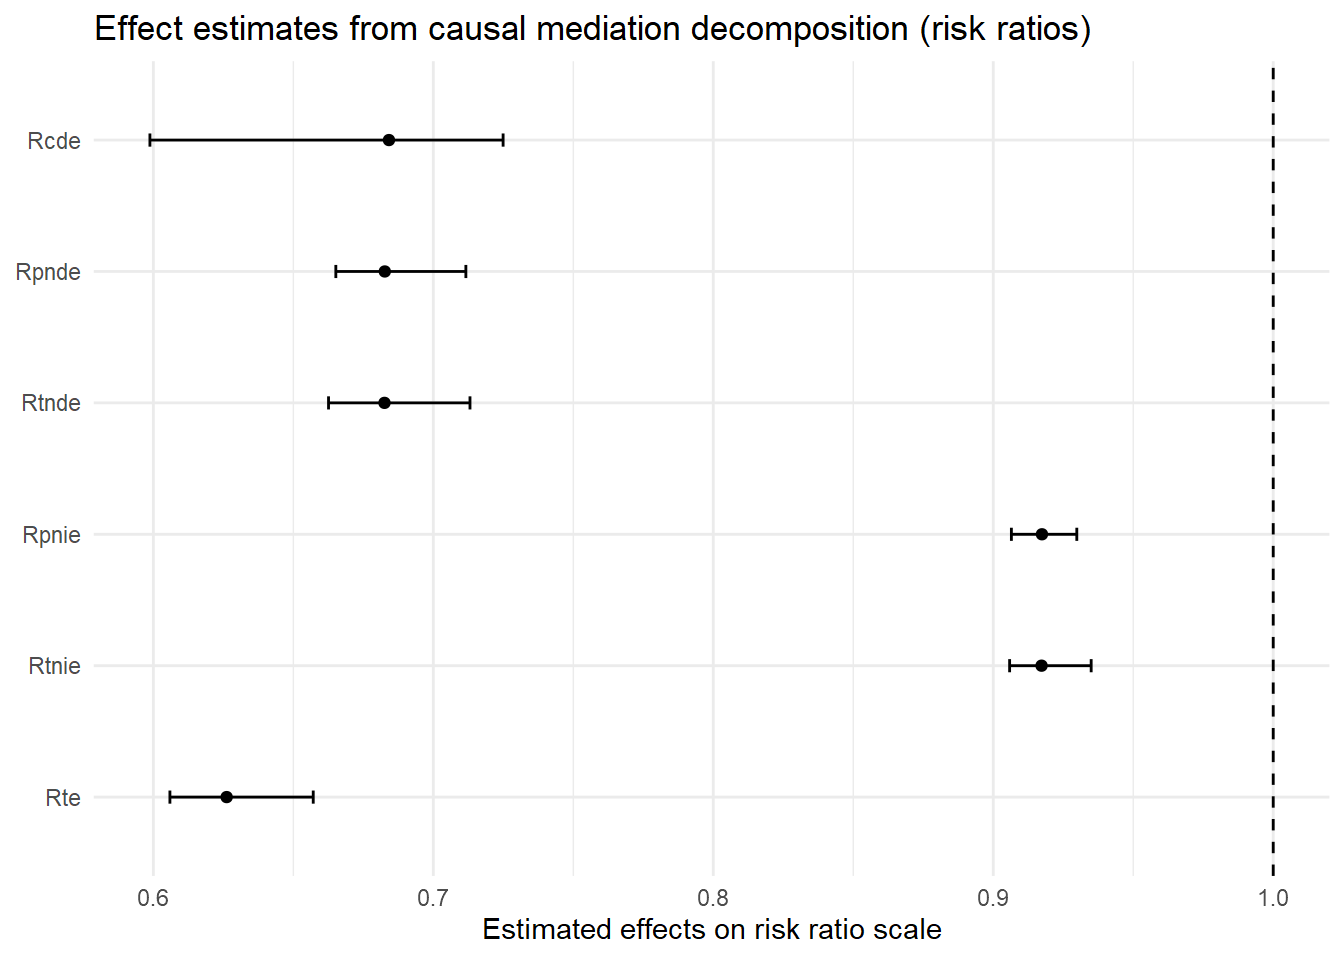 Effect estimates from causal mediation decomposition (risk ratios)
Rcde
Rpnde
Rtnde
Rpnie
Rtnie
Rte
0.6 0.7 0.8 0.9 1.0
Estimated effects on risk ratio scale